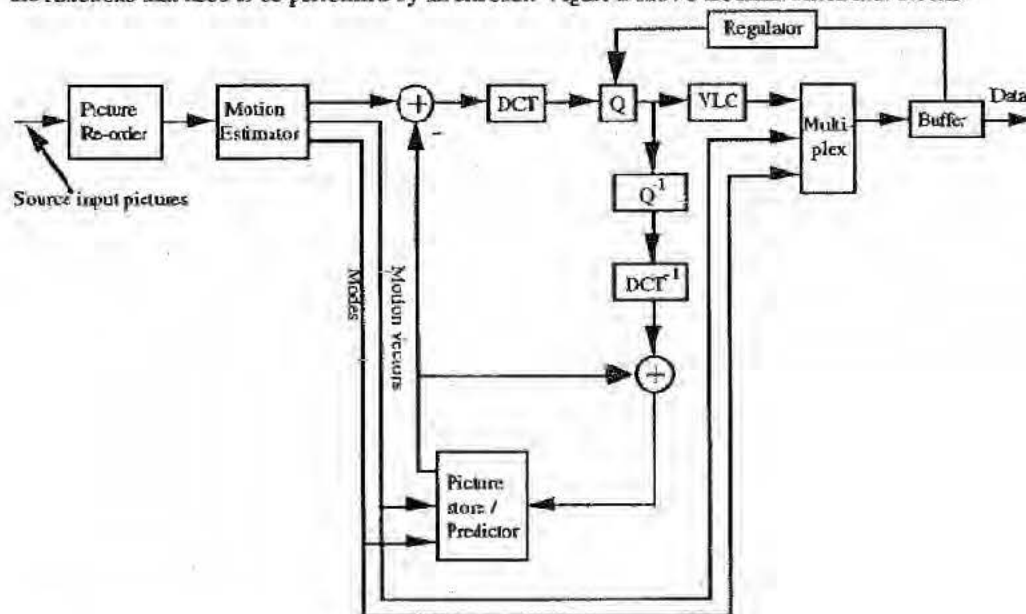 Regulator
Picture
Re-order
Motion
Estimator
+
DCT
Q
VLC
Multi-
plex
Buffer
Data
-
Source input pictures
Q-1
DCT-1
Modes
Motion vectors
+
Picture
store /
Predictor